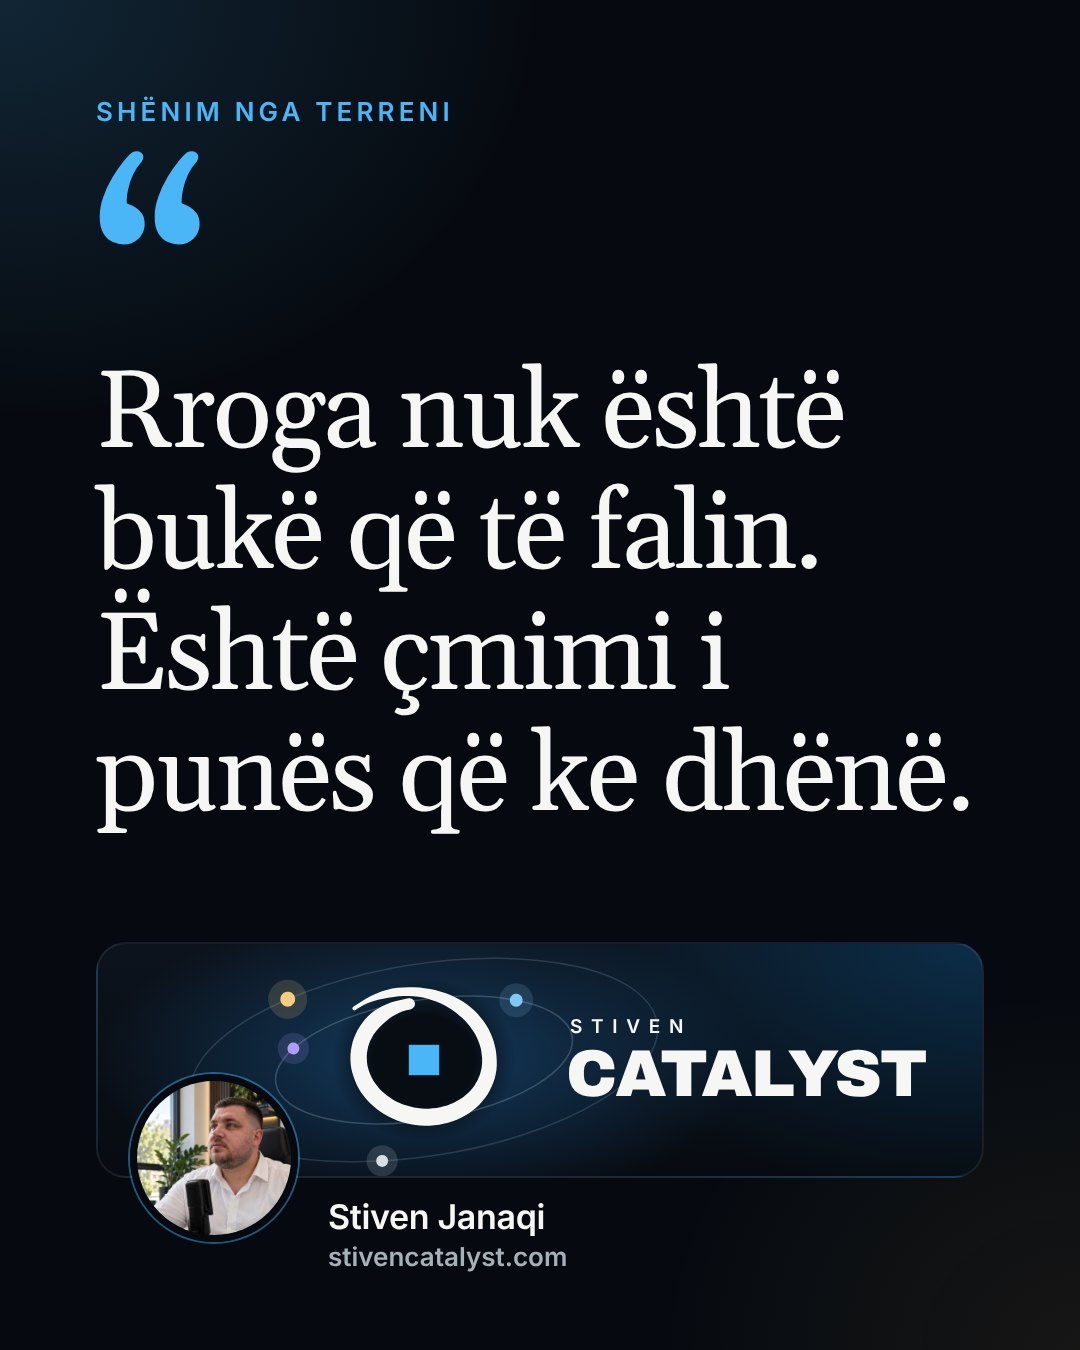 SHËNIM NGA TERRENI
“
Rroga nuk është
bukë që të falin.
Është çmimi i
punës që ke dhënë.
STIVEN
CATALYST
Stiven Janaqi
stivencatalyst.com